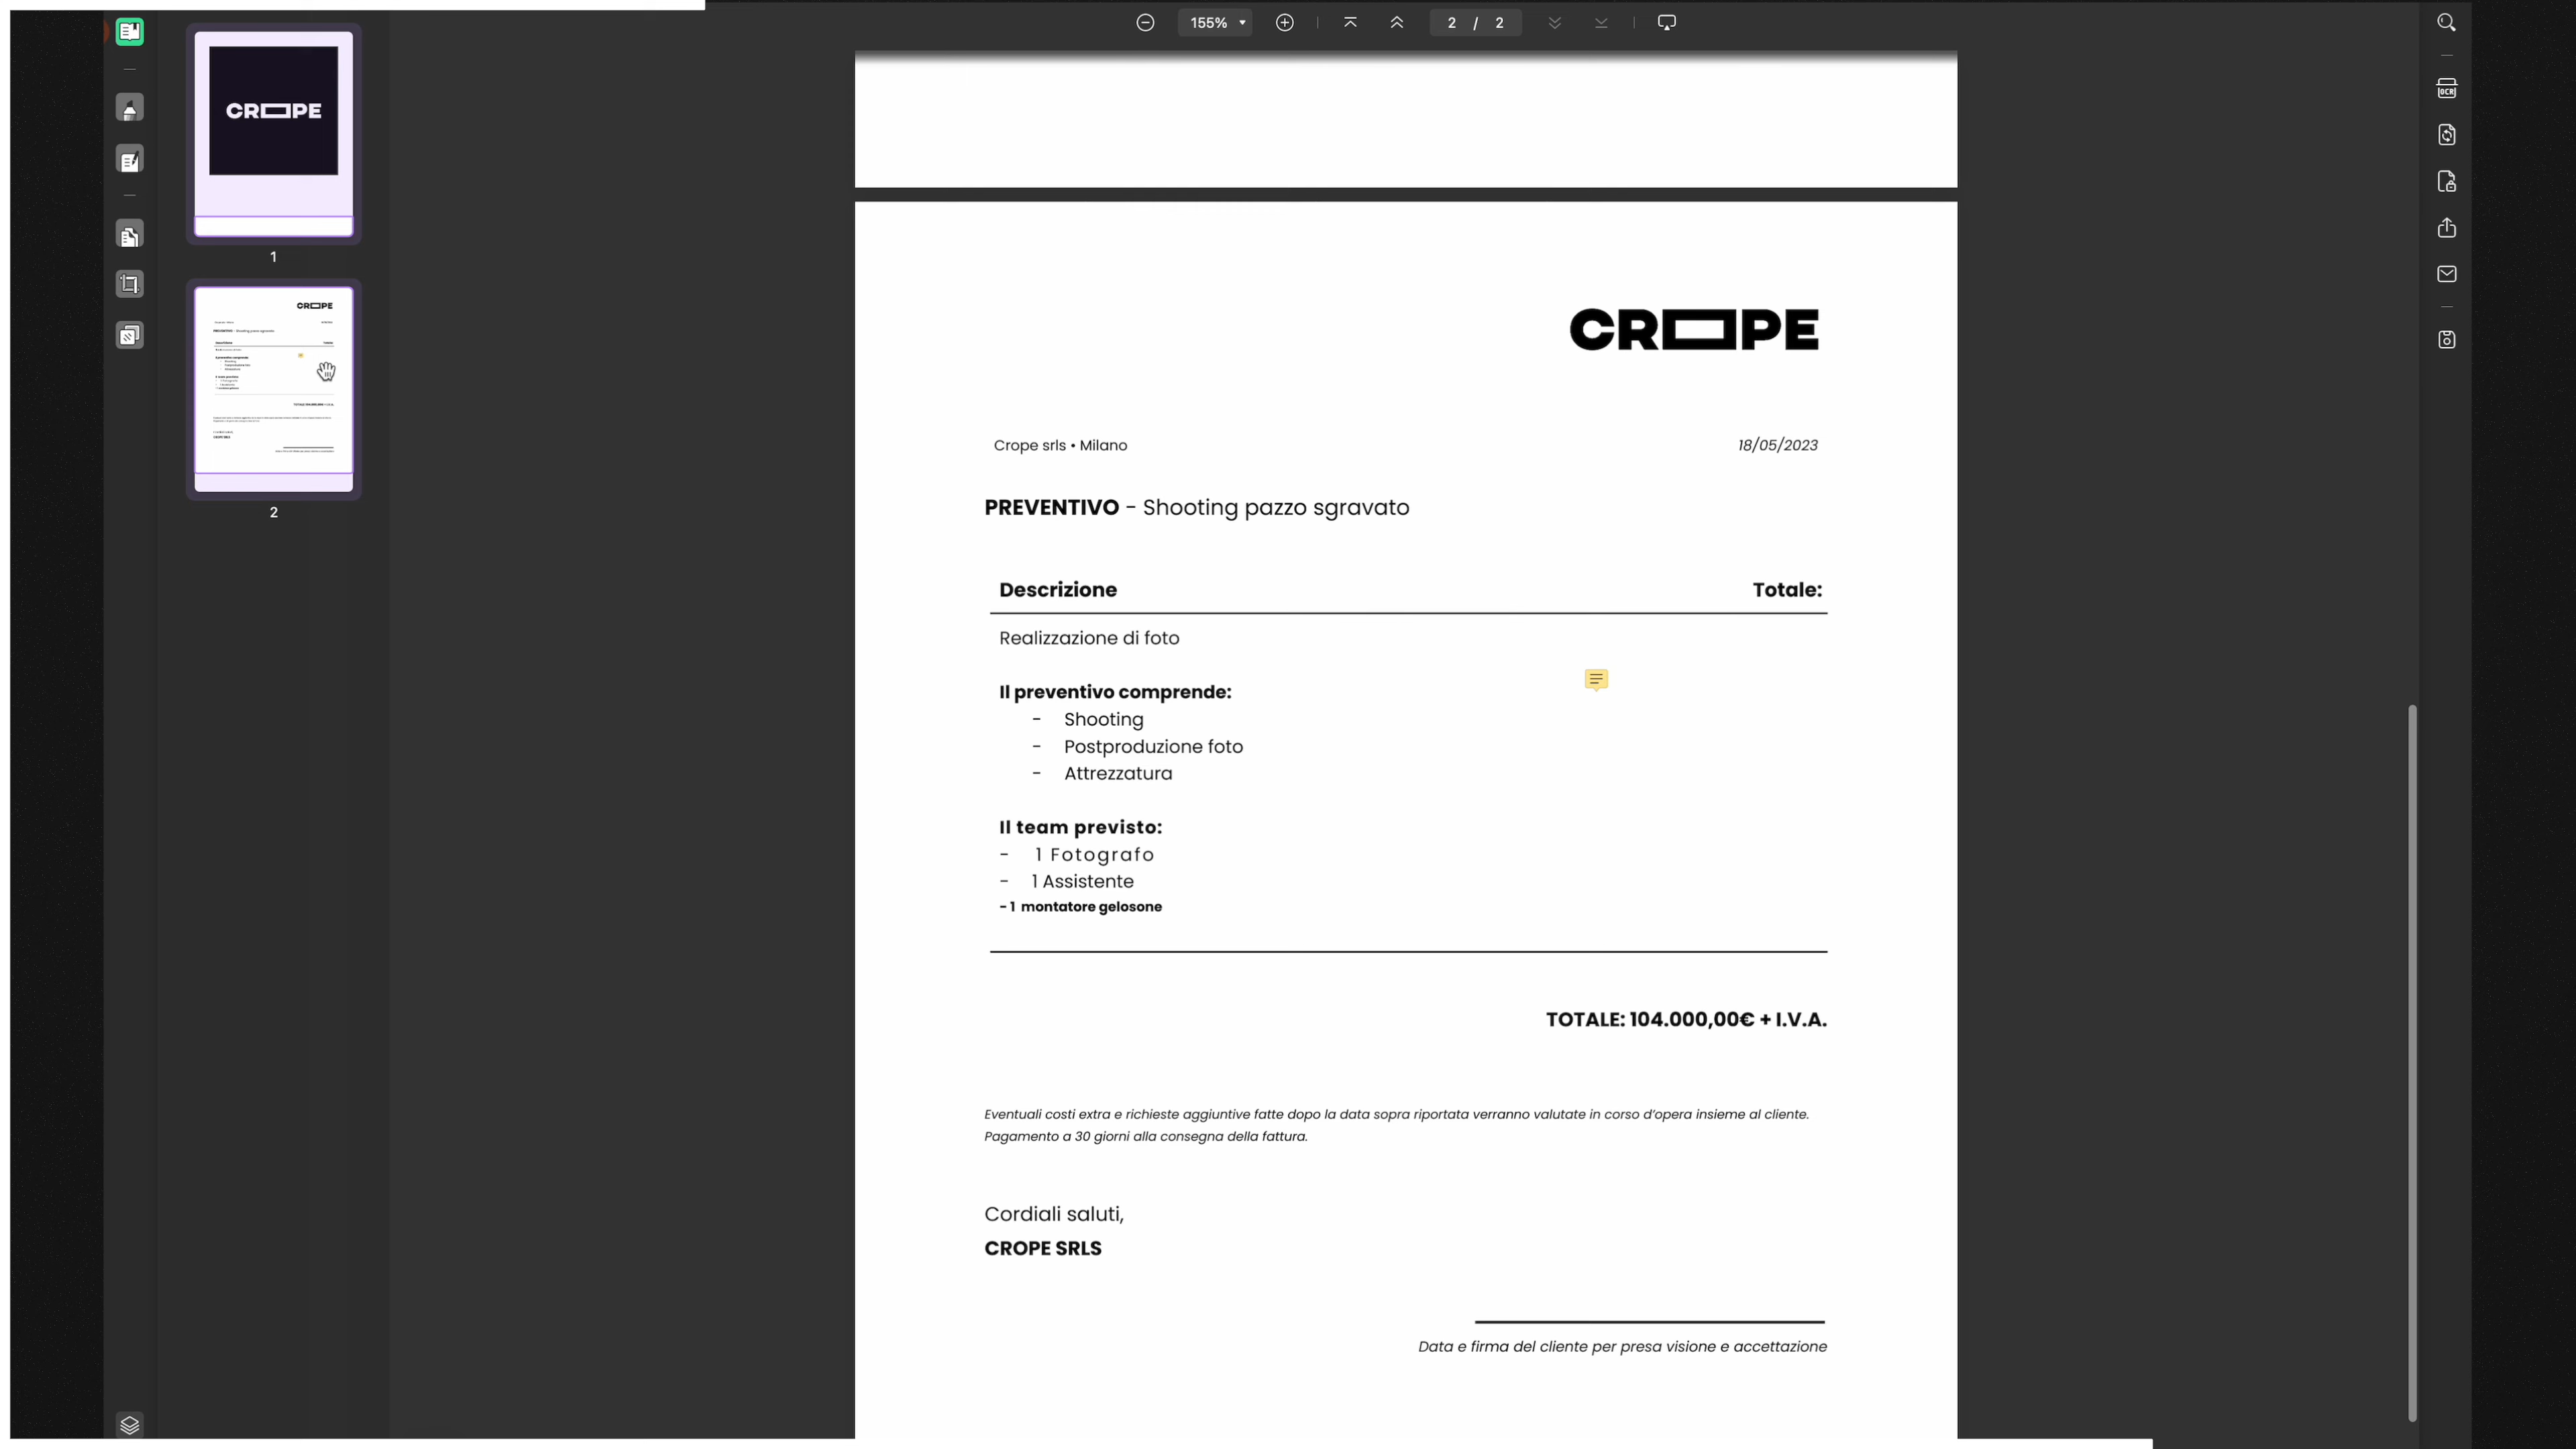 155%
2 / 2
CROPE
1
2
CROPE
Crope srls • Milano
18/05/2023
PREVENTIVO - Shooting pazzo sgravato
Descrizione
Totale:
Realizzazione di foto
Il preventivo comprende:
- Shooting
- Postproduzione foto
- Attrezzatura
Il team previsto:
- 1 Fotografo
- 1 Assistente
- 1 montatore gelosone
TOTALE: 104.000,00€ + I.V.A.
Eventuali costi extra e richieste aggiuntive fatte dopo la data sopra riportata verranno valutate in corso d'opera insieme al cliente.
Pagamento a 30 giorni alla consegna della fattura.
Cordiali saluti,
CROPE SRLS
Data e firma del cliente per presa visione e accettazione
OCR